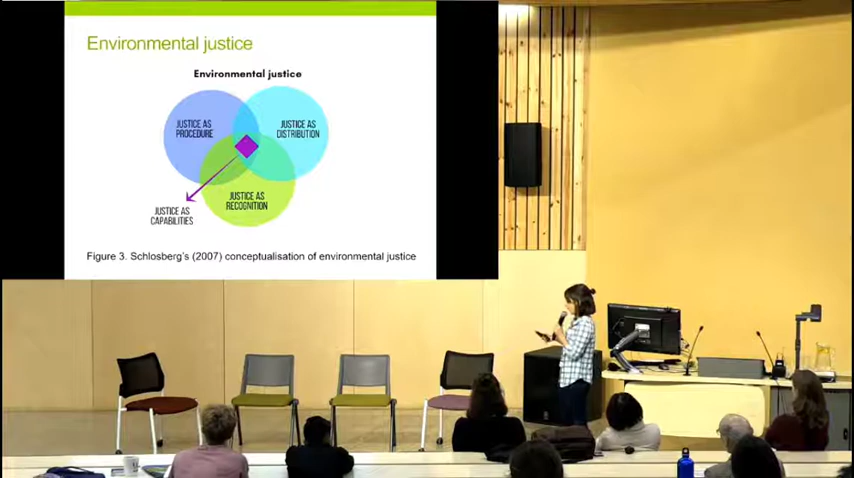 Environmental justice
Environmental justice
JUSTICE AS
PROCEDURE
JUSTICE AS
DISTRIBUTION
JUSTICE AS
RECOGNITION
JUSTICE AS
CAPABILITIES
Figure 3. Schlosberg's (2007) conceptualisation of environmental justice